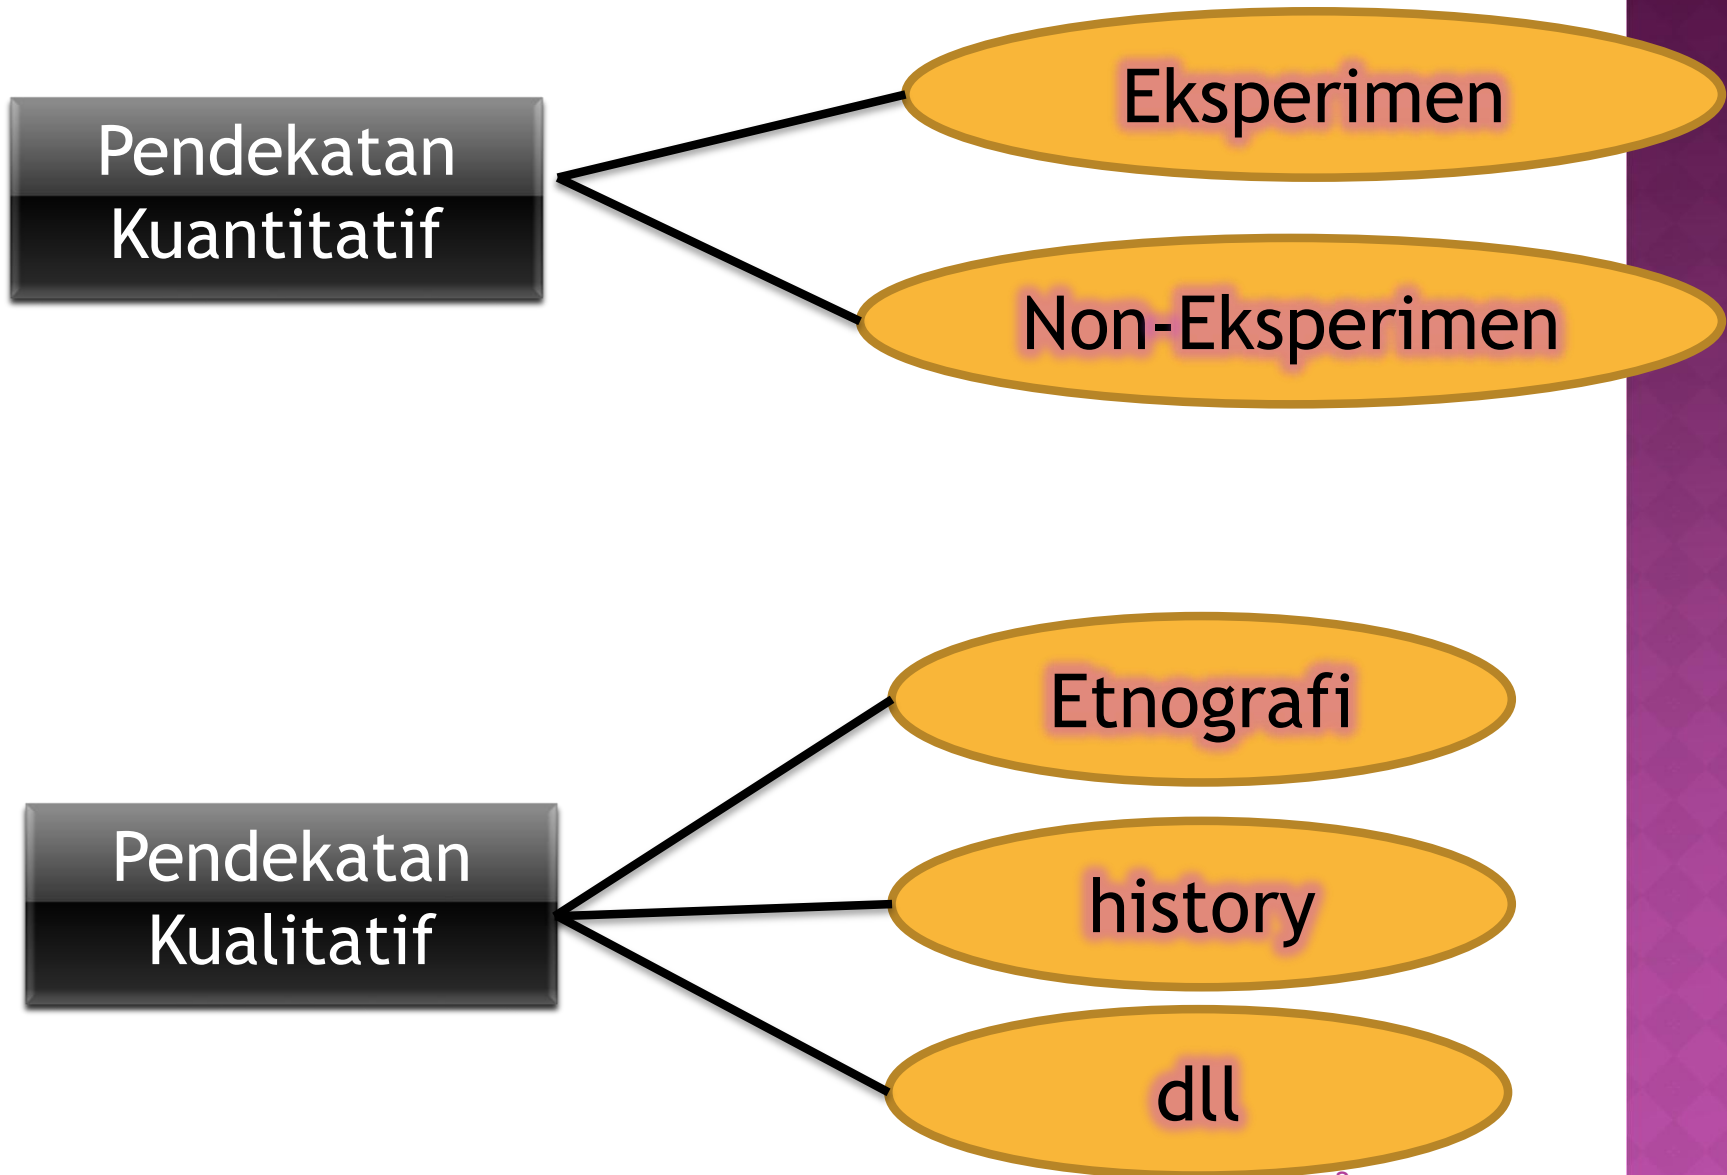 Pendekatan
Kuantitatif
Eksperimen
Non-Eksperimen
Pendekatan
Kualitatif
Etnografi
history
dll